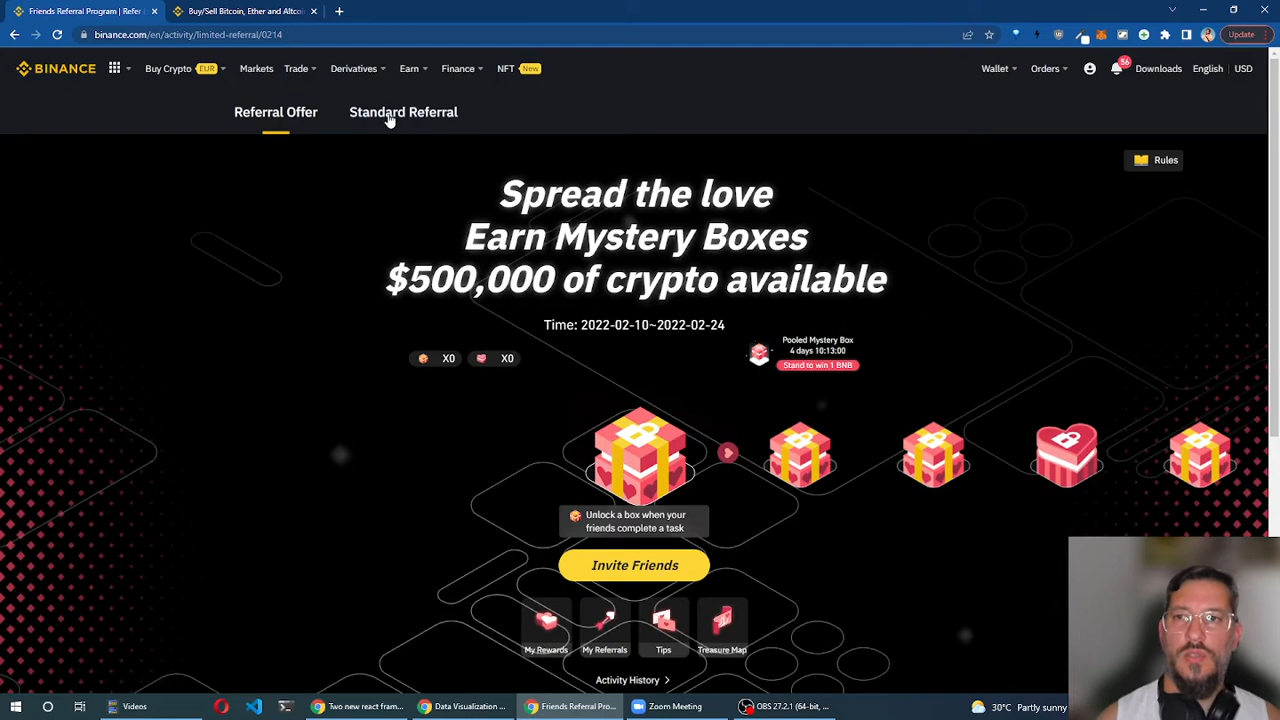 Friends Referral Program | Refer
Buy/Sell Bitcoin, Ether and Altcoi
binance.com/en/activity/limited-referral/0214
Update
BINANCE
Buy Crypto EUR
Markets
Trade
Derivatives
Earn
Finance
NFT New
Wallet
Orders
56
Downloads
English
USD
Referral Offer
Standard Referral
Rules
Spread the love
Earn Mystery Boxes
$500,000 of crypto available
Time: 2022-02-10~2022-02-24
X0
X0
Pooled Mystery Box
4 days 10:13:00
Stand to win 1 BNB
Unlock a box when your
friends complete a task
Invite Friends
My Rewards
My Referrals
Tips
Treasure Map
Activity History
Videos
Two new react fram...
Data Visualization ...
Friends Referral Pro...
Zoom Meeting
OBS 27.2.1 (64-bit, ...
30°C Partly sunny